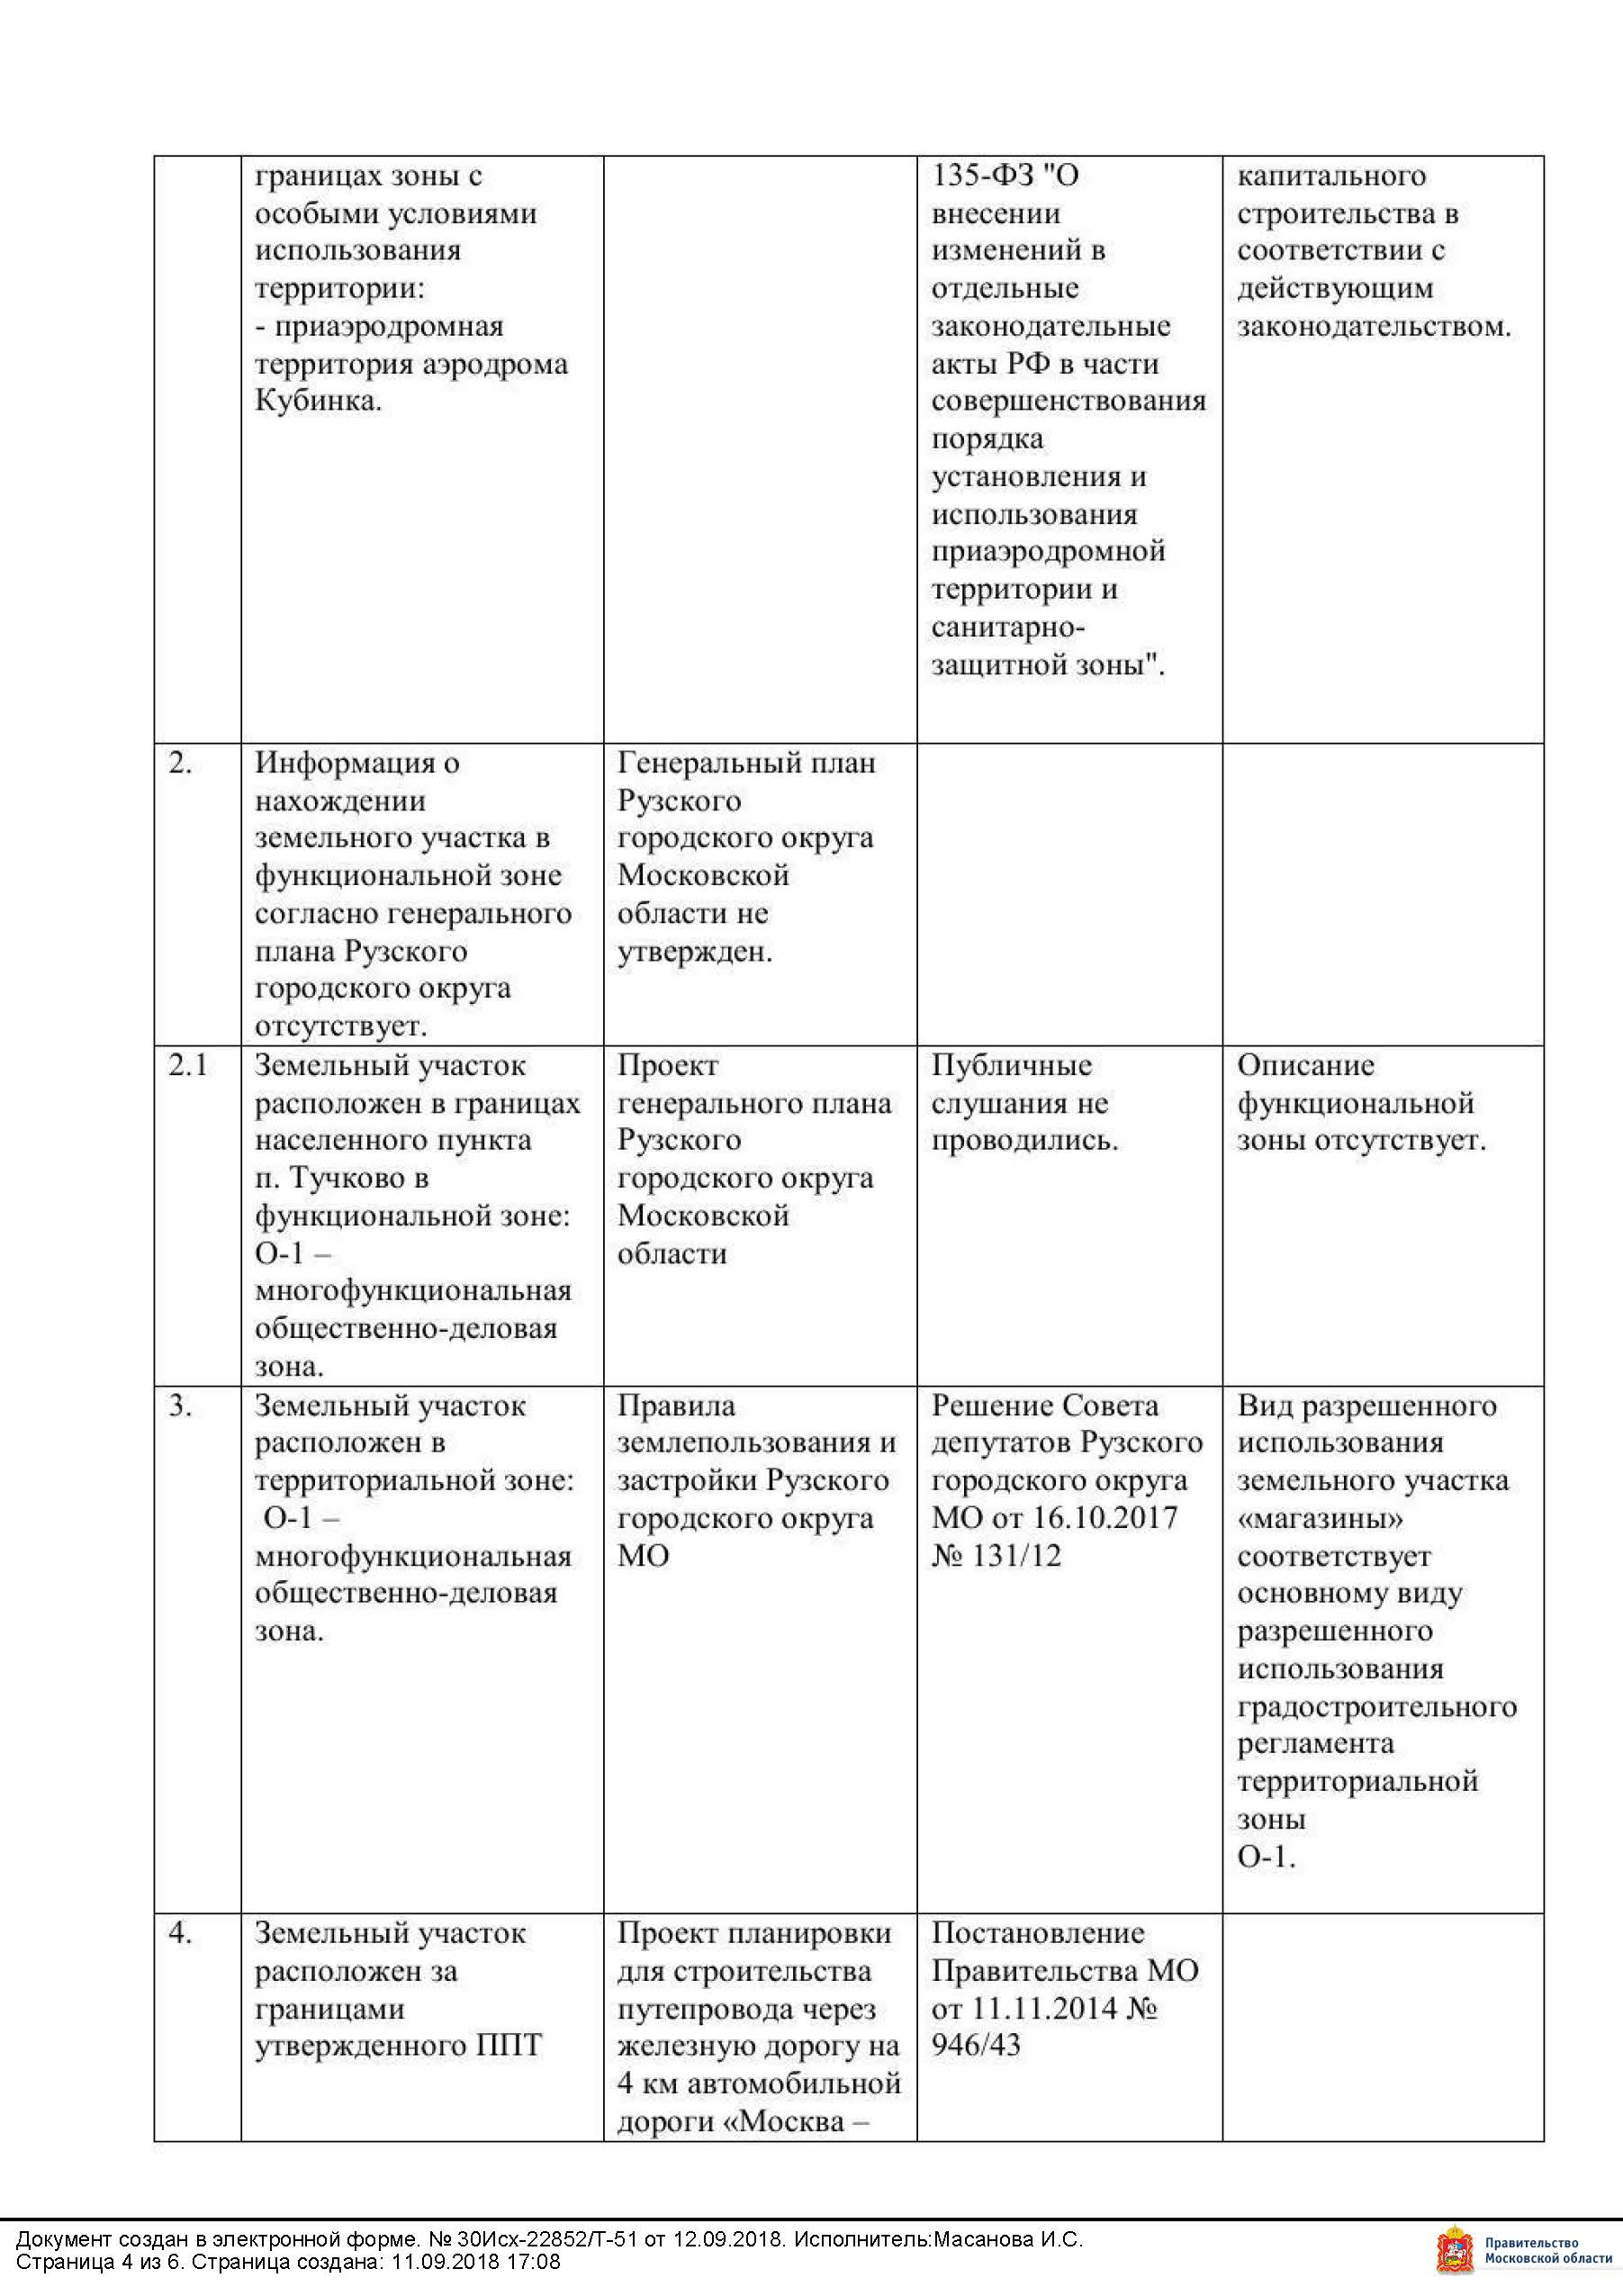 границах зоны с
особыми условиями
использования
территории:
- приаэродромная
территория аэродрома
Кубинка.
135-ФЗ "О
внесении
изменений в
отдельные
законодательные
акты РФ в части
совершенствования
порядка
установления и
использования
приаэродромной
территории и
санитарно-
защитной зоны".
капитального
строительства в
соответствии с
действующим
законодательством.
2.
Информация о
нахождении
земельного участка в
функциональной зоне
согласно генерального
плана Рузского
городского округа
отсутствует.
Генеральный план
Рузского
городского округа
Московской
области не
утвержден.
2.1
Земельный участок
расположен в границах
населенного пункта
п. Тучково в
функциональной зоне:
О-1 –
многофункциональная
общественно-деловая
зона.
Проект
генерального плана
Рузского
городского округа
Московской
области
Публичные
слушания не
проводились.
Описание
функциональной
зоны отсутствует.
3.
Земельный участок
расположен в
территориальной зоне:
О-1 –
многофункциональная
общественно-деловая
зона.
Правила
землепользования и
застройки Рузского
городского округа
МО
Решение Совета
депутатов Рузского
городского округа
МО от 16.10.2017
№ 131/12
Вид разрешенного
использования
земельного участка
«магазины»
соответствует
основному виду
разрешенного
использования
градостроительного
регламента
территориальной
зоны
О-1.
4.
Земельный участок
расположен за
границами
утвержденного ППТ
Проект планировки
для строительства
путепровода через
железную дорогу на
4 км автомобильной
дороги «Москва –
Постановление
Правительства МО
от 11.11.2014 №
946/43
Документ создан в электронной форме. № 30Исх-22852/Т-51 от 12.09.2018. Исполнитель:Масанова И.С.
Страница 4 из 6. Страница создана: 11.09.2018 17:08
Правительство
Московской области